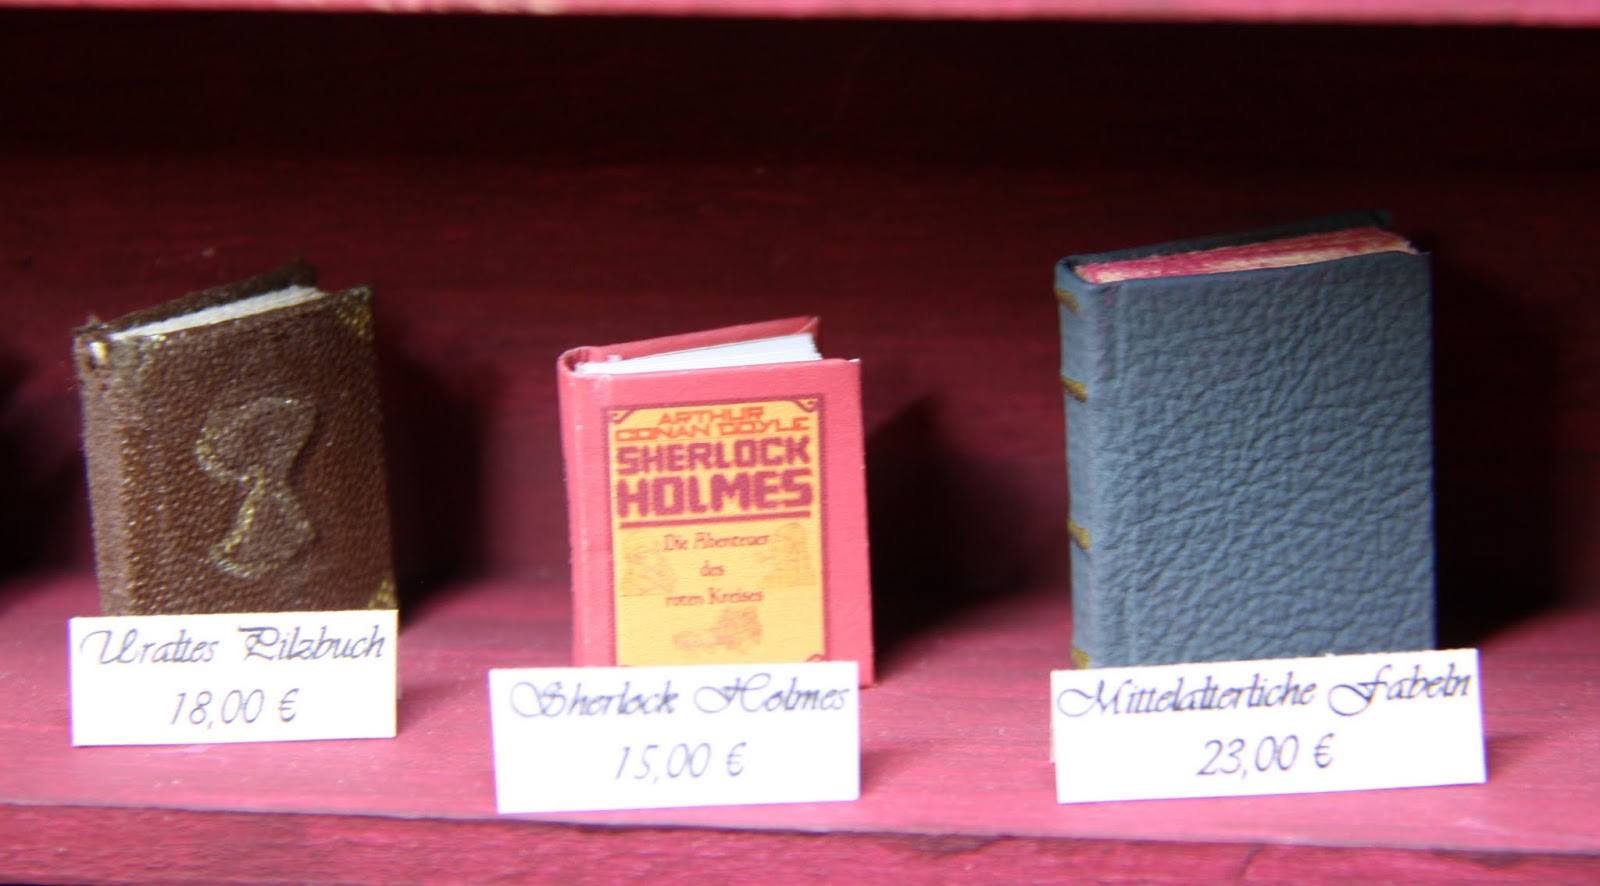 Uraltes Pilzbuch
18,00 €
ARTHUR
CONAN DOYLE
SHERLOCK
HOLMES
Die Abenteuer
des
roten Kreises
Sherlock Holmes
15,00 €
Mittelalterliche Fabeln
23,00 €